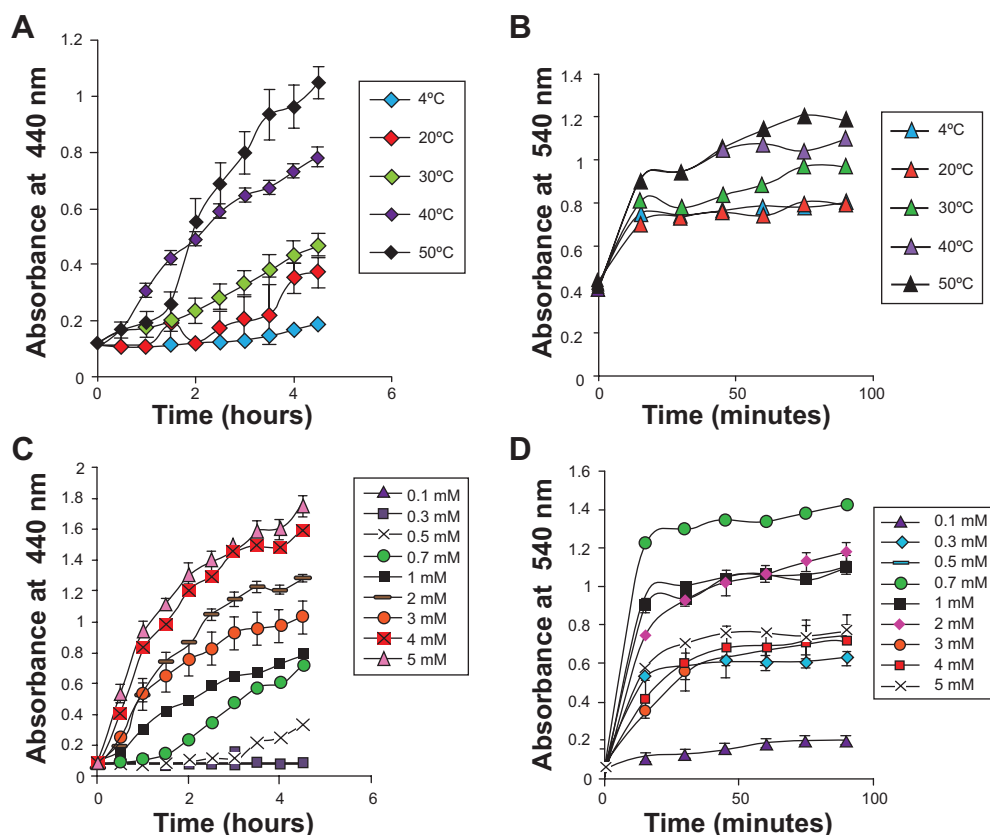 A
Absorbance at 440 nm
1.2
1
0.8
0.6
0.4
0.2
0
0
2
4
6
Time (hours)
4ºC
20ºC
30ºC
40ºC
50ºC
B
Absorbance at 540 nm
1.4
1.2
1
0.8
0.6
0.4
0.2
0
0
50
100
Time (minutes)
4ºC
20ºC
30ºC
40ºC
50ºC
C
Absorbance at 440 nm
2
1.8
1.6
1.4
1.2
1
0.8
0.6
0.4
0.2
0
0
2
4
6
Time (hours)
0.1 mM
0.3 mM
0.5 mM
0.7 mM
1 mM
2 mM
3 mM
4 mM
5 mM
D
Absorbance at 540 nm
1.6
1.4
1.2
1.0
0.8
0.6
0.4
0.2
0
0
50
100
Time (minutes)
0.1 mM
0.3 mM
0.5 mM
0.7 mM
1 mM
2 mM
3 mM
4 mM
5 mM